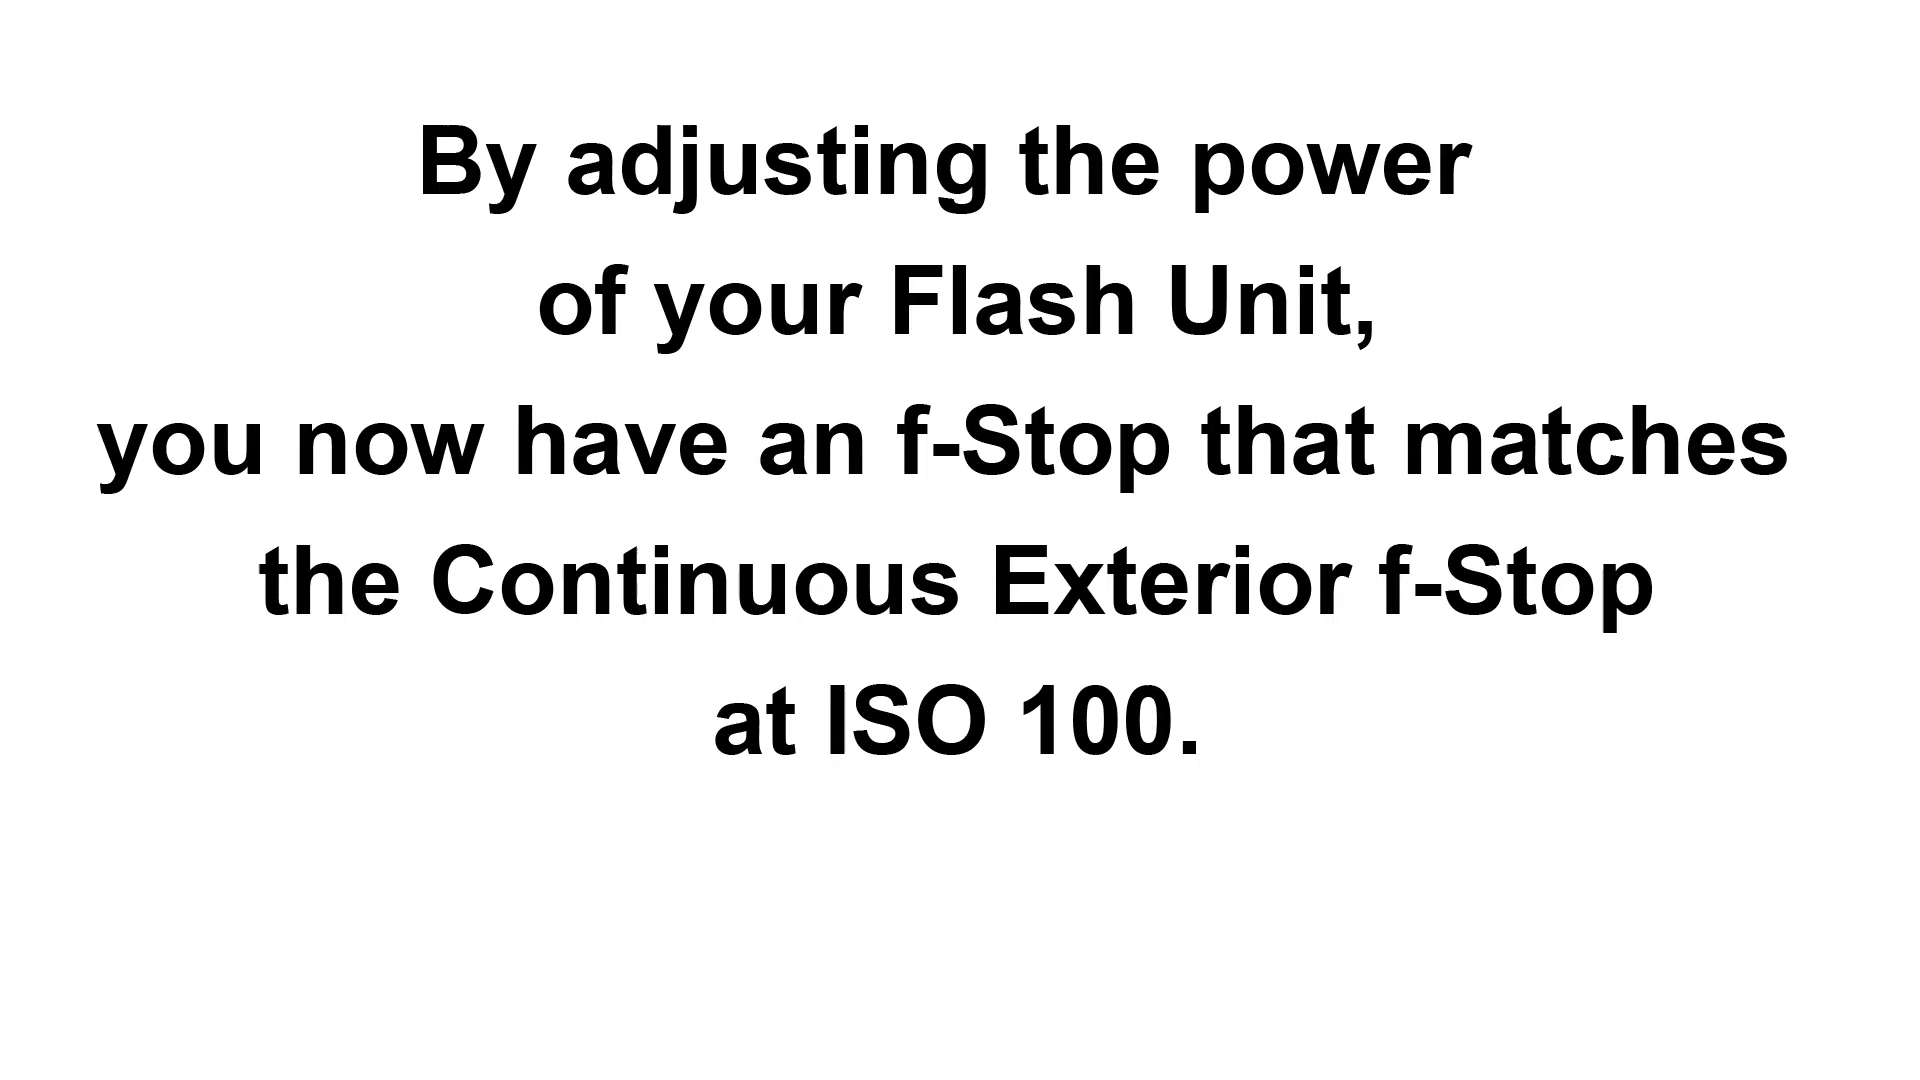 By adjusting the power
of your Flash Unit,
you now have an f-Stop that matches
the Continuous Exterior f-Stop
at ISO 100.